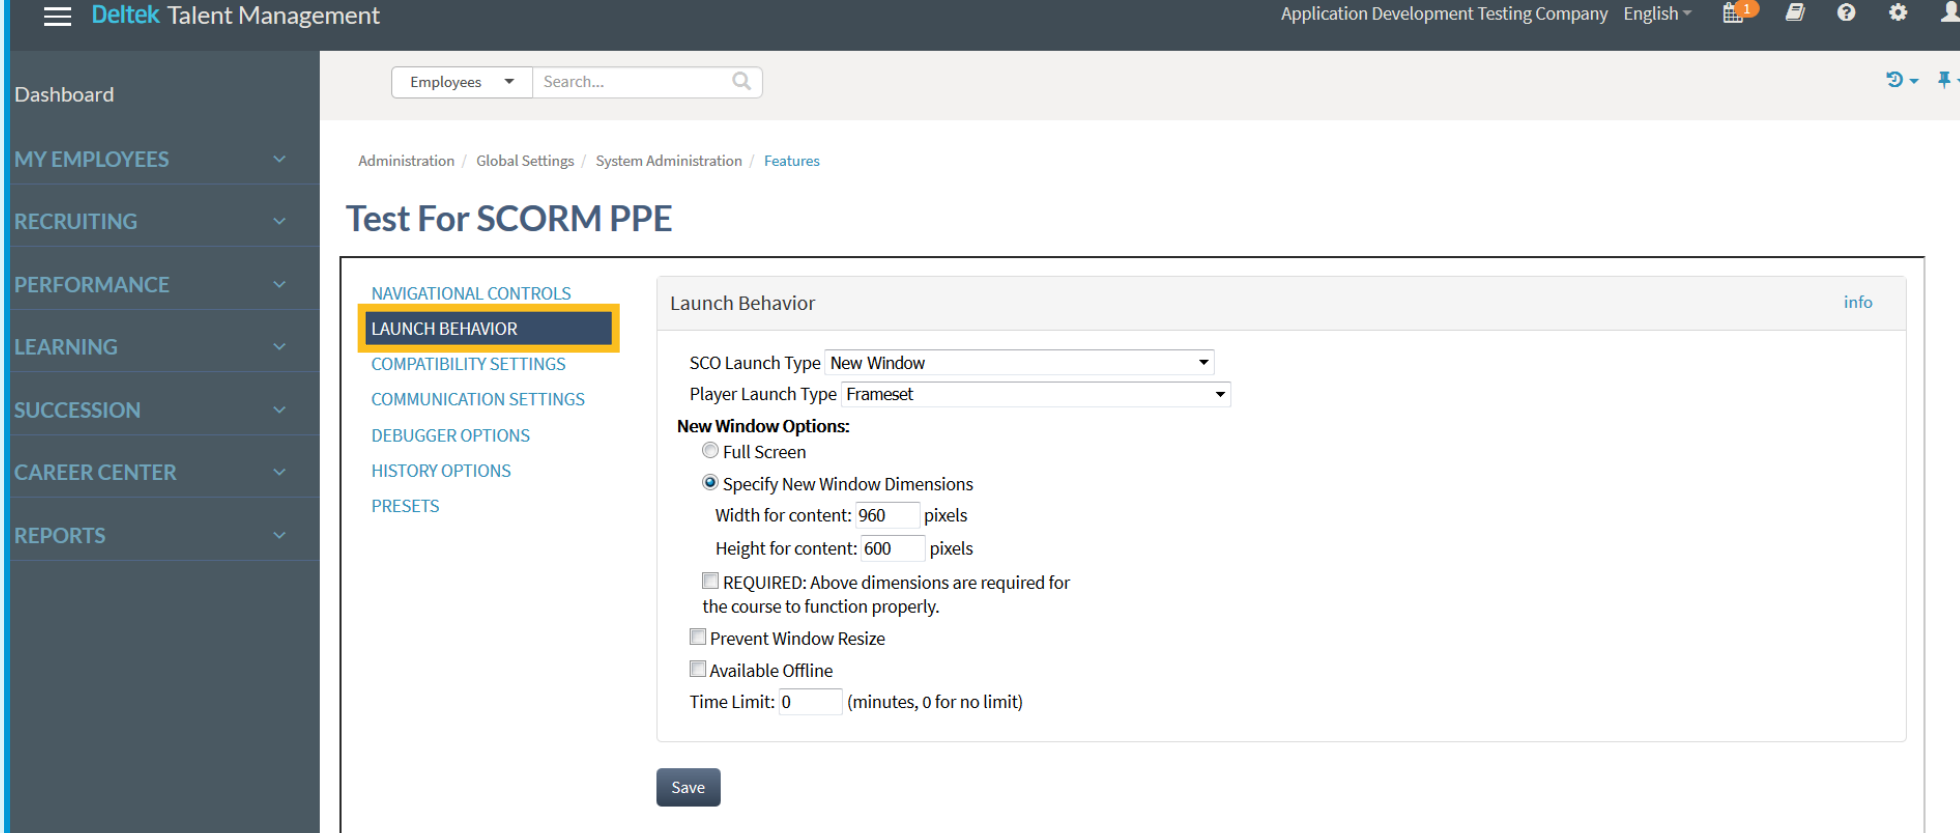 Deltek Talent Management
Application Development Testing Company English 1
Employees Search...
Dashboard
MY EMPLOYEES
RECRUITING
PERFORMANCE
LEARNING
SUCCESSION
CAREER CENTER
REPORTS
Administration / Global Settings / System Administration / Features
Test For SCORM PPE
NAVIGATIONAL CONTROLS
LAUNCH BEHAVIOR
COMPATIBILITY SETTINGS
COMMUNICATION SETTINGS
DEBUGGER OPTIONS
HISTORY OPTIONS
PRESETS
Launch Behavior info
SCO Launch Type New Window
Player Launch Type Frameset
New Window Options:
Full Screen
Specify New Window Dimensions
Width for content: 960 pixels
Height for content: 600 pixels
REQUIRED: Above dimensions are required for
the course to function properly.
Prevent Window Resize
Available Offline
Time Limit: 0 (minutes, 0 for no limit)
Save